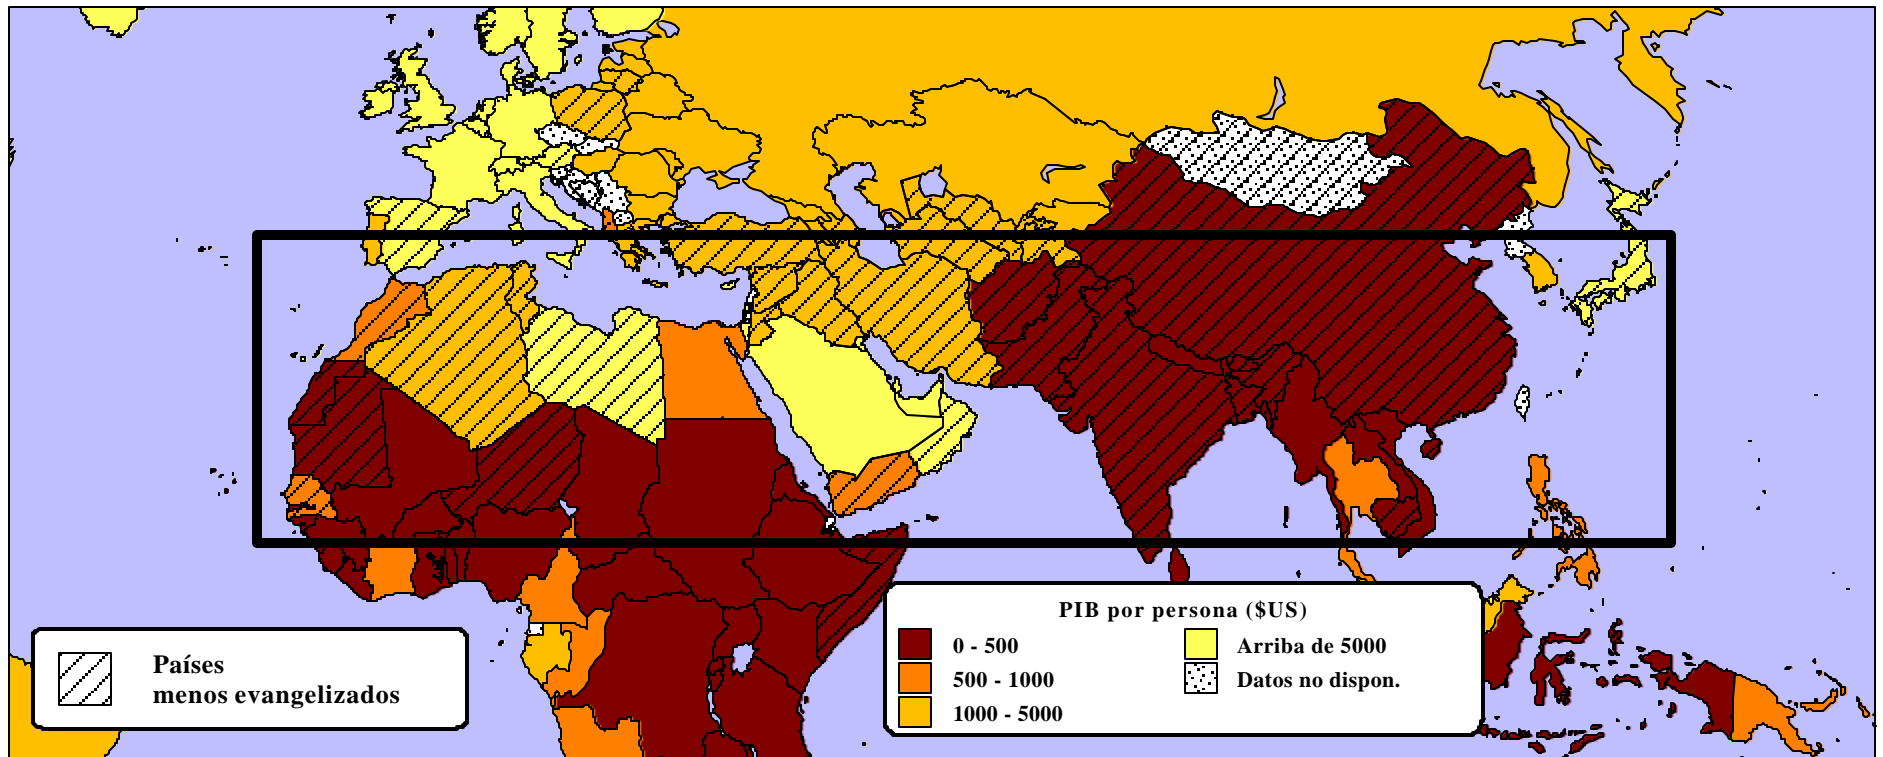 PIB por persona ($US)
0 - 500
500 - 1000
1000 - 5000
Arriba de 5000
Datos no dispon.
Países
menos evangelizados